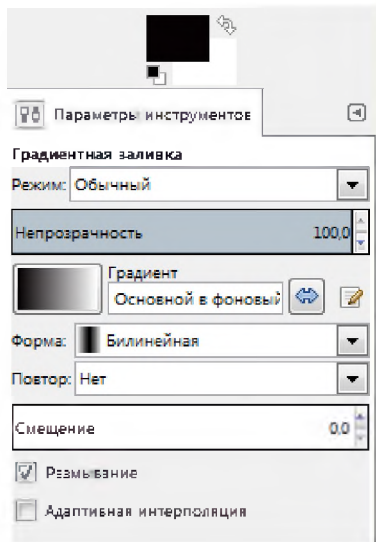 Параметры инструментов
Градиентная заливка
Режим: Обычный
Непрозрачность 100,0
Градиент
Основной в фоновый
Форма: Билинейная
Повтор: Нет
Смещение 0,0
Размывание
Адаптивная интерполяция